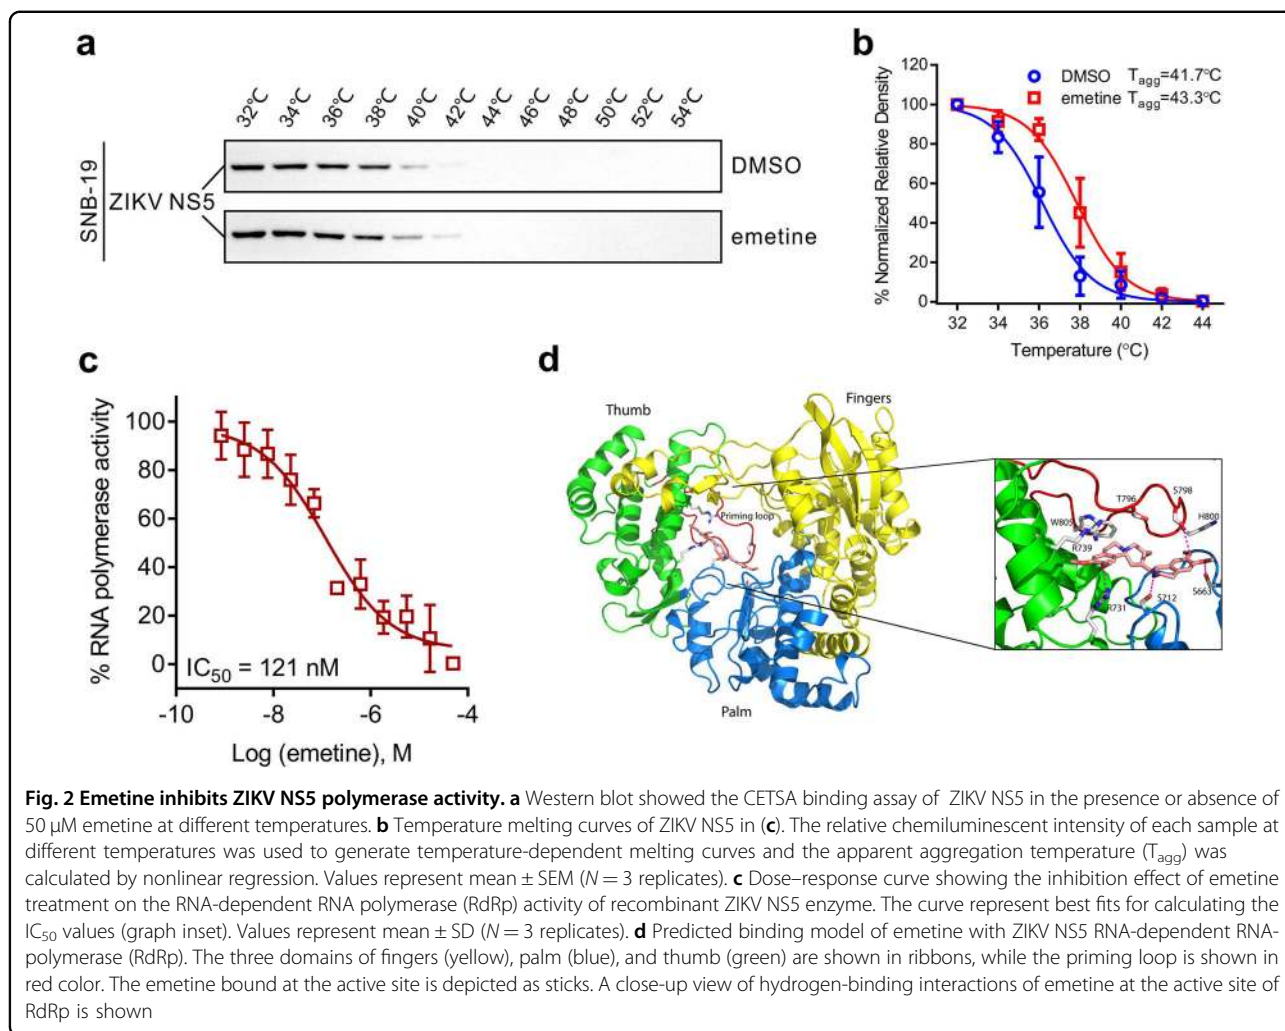 a
32°C 34°C 36°C 38°C 40°C 42°C 44°C 46°C 48°C 50°C 52°C 54°C
SNB-19
ZIKV NS5
DMSO
emetine
b
% Normalized Relative Density
120
100
80
60
40
20
0
DMSO Tagg=41.7°C
emetine Tagg=43.3°C
32 34 36 38 40 42 44
Temperature (°C)
c
% RNA polymerase activity
100
80
60
40
20
0
IC50 = 121 nM
-10 -8 -6 -4
Log (emetine), M
d
Thumb
Fingers
Priming loop
Palm
T796
S798
H800
W805
R739
R731
S712
S663
Fig. 2 Emetine inhibits ZIKV NS5 polymerase activity. a Western blot showed the CETSA binding assay of ZIKV NS5 in the presence or absence of
50 µM emetine at different temperatures. b Temperature melting curves of ZIKV NS5 in (c). The relative chemiluminescent intensity of each sample at
different temperatures was used to generate temperature-dependent melting curves and the apparent aggregation temperature (Tagg) was
calculated by nonlinear regression. Values represent mean ± SEM (N = 3 replicates). c Dose–response curve showing the inhibition effect of emetine
treatment on the RNA-dependent RNA polymerase (RdRp) activity of recombinant ZIKV NS5 enzyme. The curve represent best fits for calculating the
IC50 values (graph inset). Values represent mean ± SD (N = 3 replicates). d Predicted binding model of emetine with ZIKV NS5 RNA-dependent RNA-
polymerase (RdRp). The three domains of fingers (yellow), palm (blue), and thumb (green) are shown in ribbons, while the priming loop is shown in
red color. The emetine bound at the active site is depicted as sticks. A close-up view of hydrogen-binding interactions of emetine at the active site of
RdRp is shown